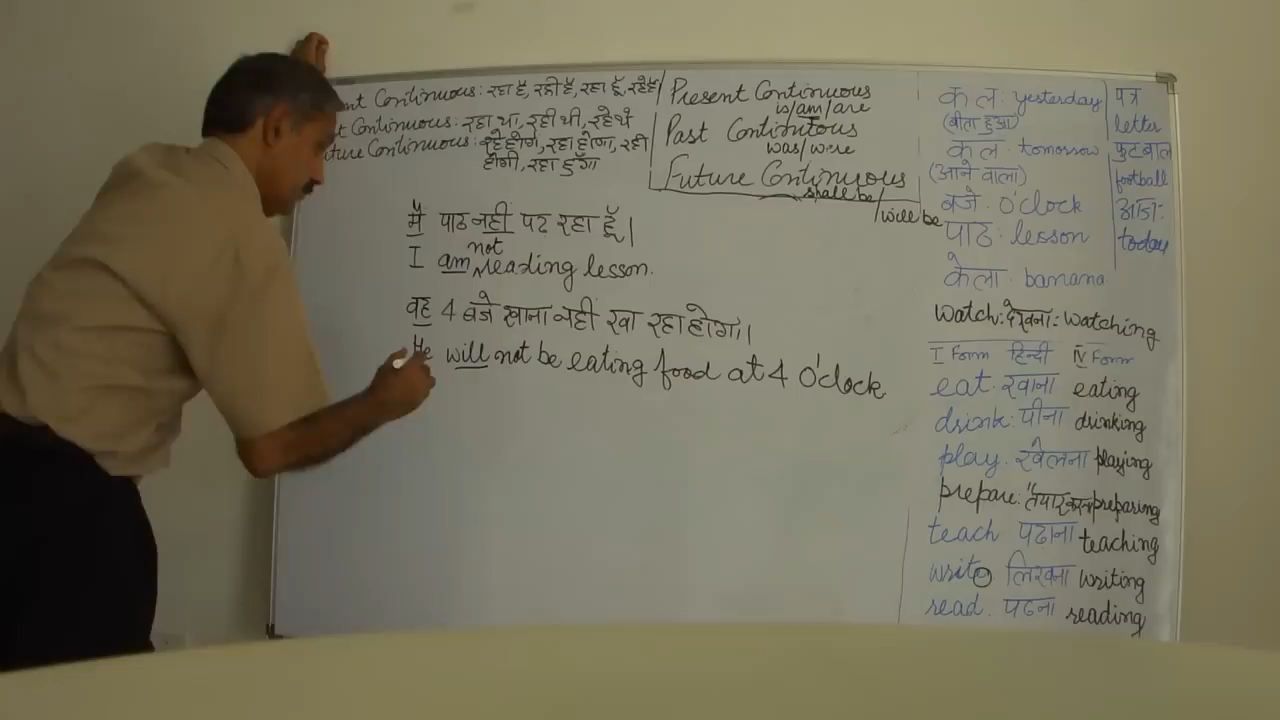 Continuous: रहा है, रही है, रहा हूँ, रहे हैं
Continuous: रहा था, रही थी, रहे थे
Continuous: रहे होंगे, रहा होगा, रही
होगी, रहा हुँगा
Present Continuous
is/am/are
Past Continuous
was/were
Future Continuous
shall be/will be
मैं पाठ नहीं पढ रहा हूँ।
not
I am reading lesson.
वह 4 बजे खाना नहीं खा रहा होगा।
He will not be eating food at 4 O'clock
कल. yesterday
(बीता हुआ)
कल. tomorrow
(आने वाला)
बजे. O'clock
पाठ. lesson
केला. banana
पत्र
letter
फुटबाल
football
आज:
today
watch: देखना: watching
I Form हिन्दी IV Form
eat. खाना eating
drink: पीना drinking
play. खेलना playing
prepare: तैयार करना preparing
teach पढाना teaching
write लिखना writing
read. पढना reading